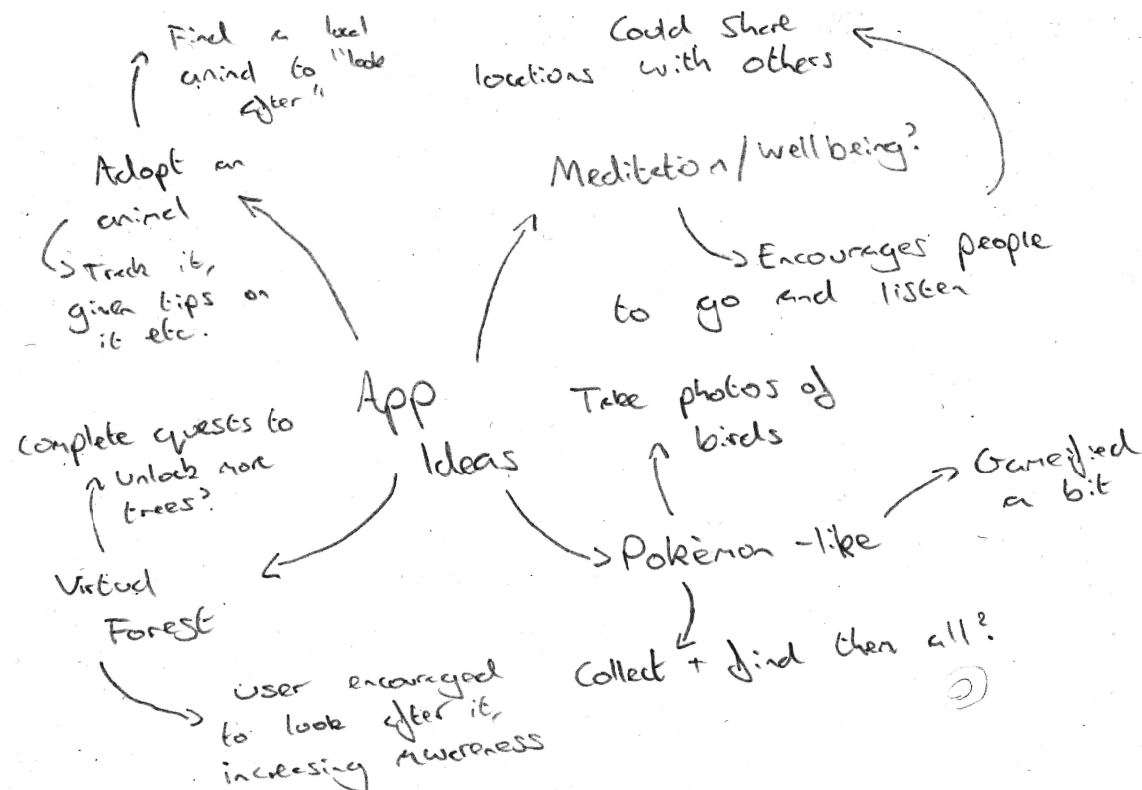 Find a local
animal to "look
after"
Adopt an
animal
Track it,
given tips on
it etc.
Could share
locations with others
Meditation/Wellbeing?
Encourages people
to go and listen
App
Ideas
Take photos of
birds
Gameified
a bit
Pokèmon-like
Collect + find them all?
Complete quests to
unlock more
trees?
Virtual
Forest
User encouraged
to look after it,
increasing awareness